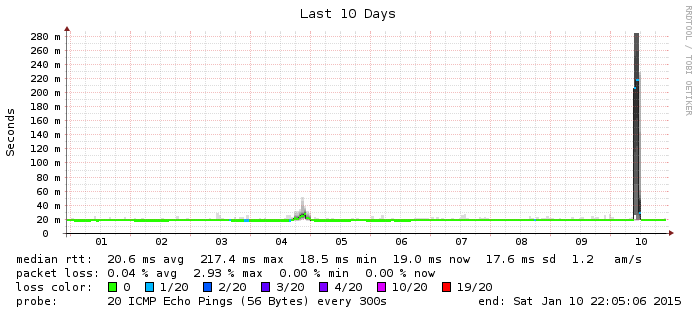 Last 10 Days
RRDTOOL / TOBI OETIKER
Seconds
280 m
260 m
240 m
220 m
200 m
180 m
160 m
140 m
120 m
100 m
80 m
60 m
40 m
20 m
0
01 02 03 04 05 06 07 08 09 10
median rtt: 20.6 ms avg 217.4 ms max 18.5 ms min 19.0 ms now 17.6 ms sd 1.2 am/s
packet loss: 0.04 % avg 2.93 % max 0.00 % min 0.00 % now
loss color: 0 1/20 2/20 3/20 4/20 10/20 19/20
probe: 20 ICMP Echo Pings (56 Bytes) every 300s end: Sat Jan 10 22:05:06 2015